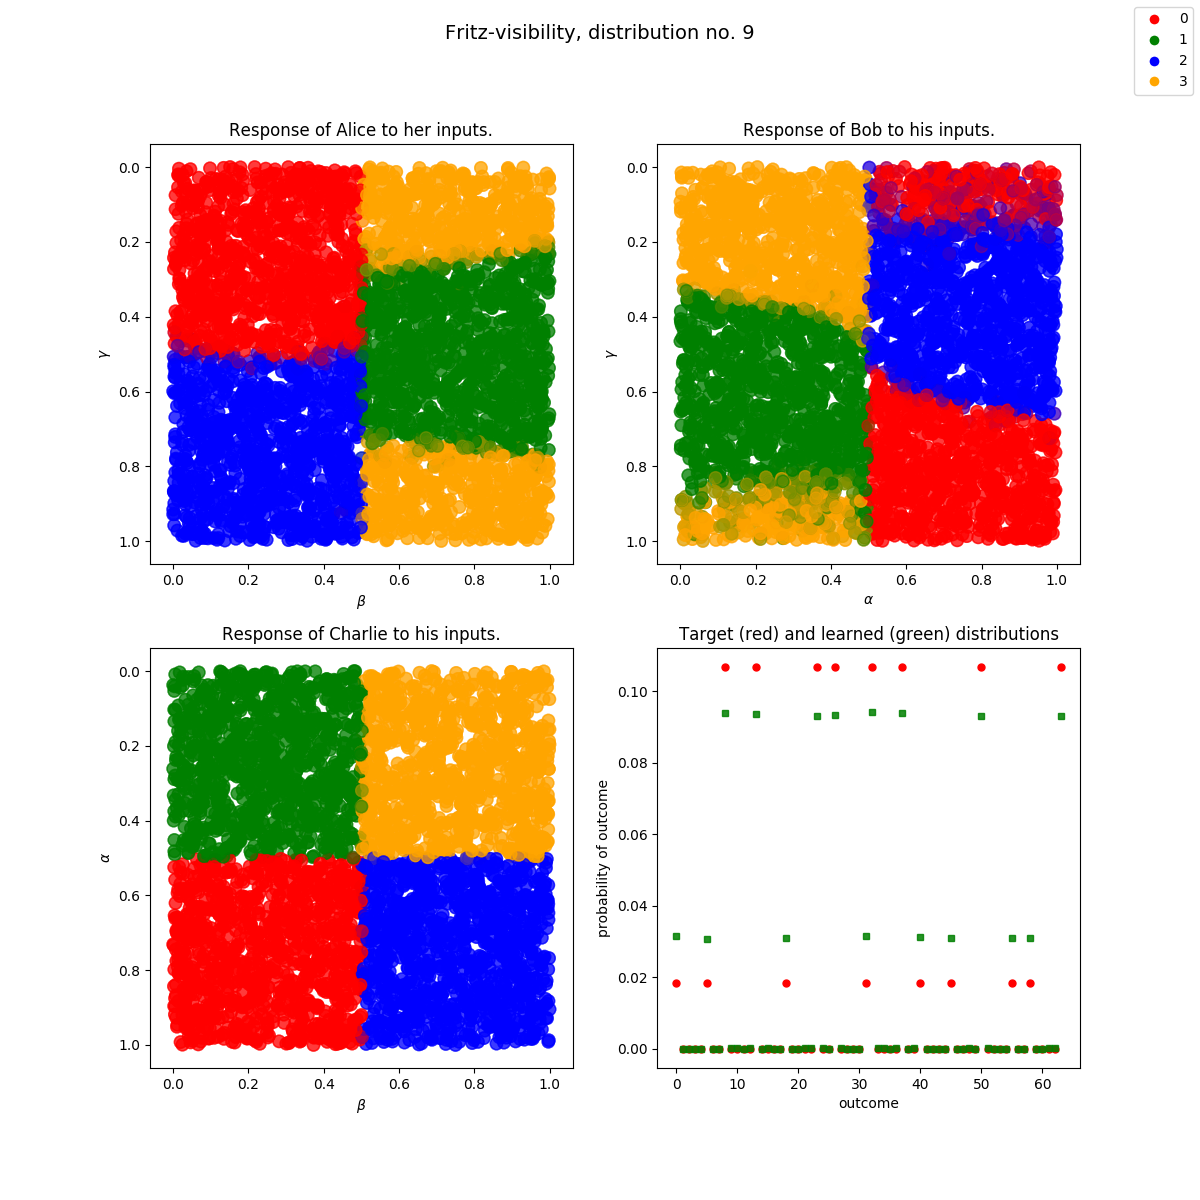 Fritz-visibility, distribution no. 9
0
1
2
3
Response of Alice to her inputs.
0.0
0.2
0.4
0.6
0.8
1.0
γ
0.0 0.2 0.4 0.6 0.8 1.0
β
Response of Bob to his inputs.
0.0
0.2
0.4
0.6
0.8
1.0
γ
0.0 0.2 0.4 0.6 0.8 1.0
α
Response of Charlie to his inputs.
0.0
0.2
0.4
0.6
0.8
1.0
α
0.0 0.2 0.4 0.6 0.8 1.0
β
Target (red) and learned (green) distributions
0.10
0.08
0.06
0.04
0.02
0.00
probability of outcome
0 10 20 30 40 50 60
outcome